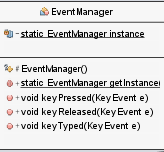 EventManager
- static EventManager instance
# EventManager()
+ static EventManager getInstance
+ void keyPressed(KeyEvent e)
+ void keyReleased(KeyEvent e)
+ void keyTyped(KeyEvent e)